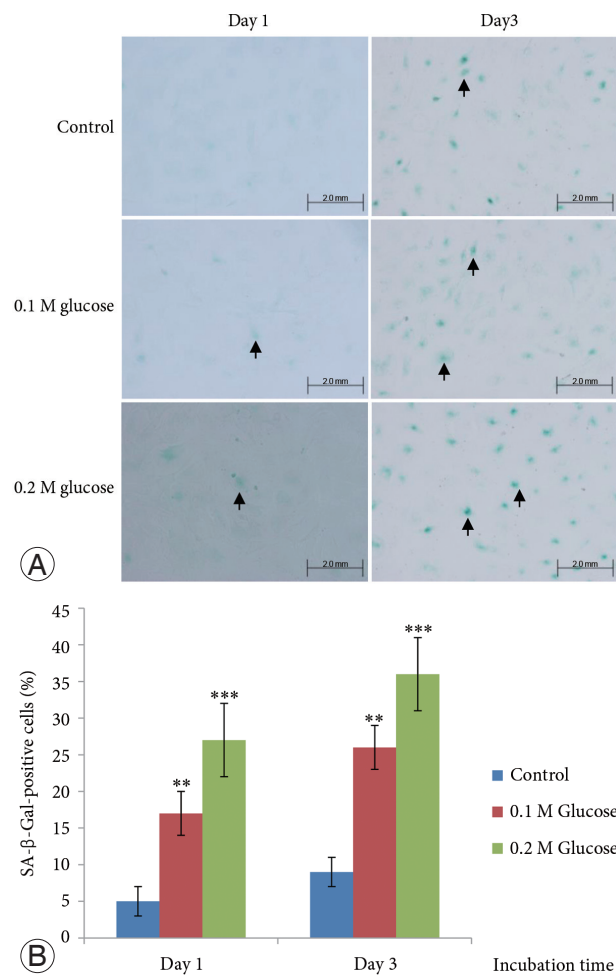 Day 1
Day3
Control
2.0 mm
2.0 mm
0.1 M glucose
2.0 mm
2.0 mm
0.2 M glucose
2.0 mm
2.0 mm
A
SA-β-Gal-positive cells (%)
45
40
35
30
25
20
15
10
5
0
**
***
**
***
Control
0.1 M Glucose
0.2 M Glucose
Day 1
Day 3
Incubation time
B